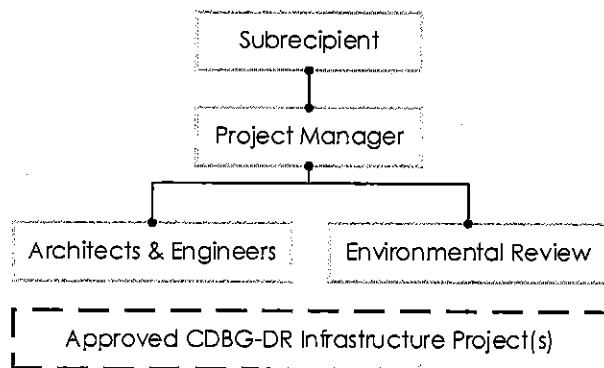 Subrecipient
Project Manager
Architects & Engineers
Environmental Review
Approved CDBG-DR Infrastructure Project(s)